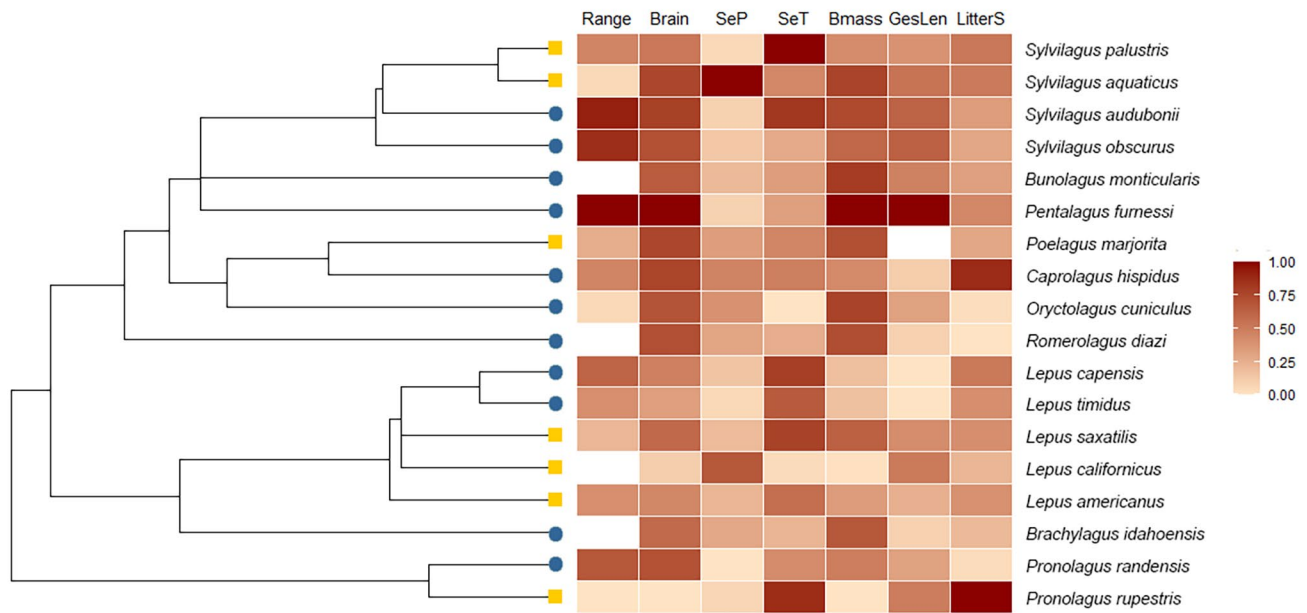 Range Brain SeP SeT Bmass GesLen LitterS
Sylvilagus palustris
Sylvilagus aquaticus
Sylvilagus audubonii
Sylvilagus obscurus
Bunolagus monticularis
Pentalagus furnessi
Poelagus marjorita
Caprolagus hispidus
Oryctolagus cuniculus
Romerolagus diazi
Lepus capensis
Lepus timidus
Lepus saxatilis
Lepus californicus
Lepus americanus
Brachylagus idahoensis
Pronolagus randensis
Pronolagus rupestris
1.00
0.75
0.50
0.25
0.00